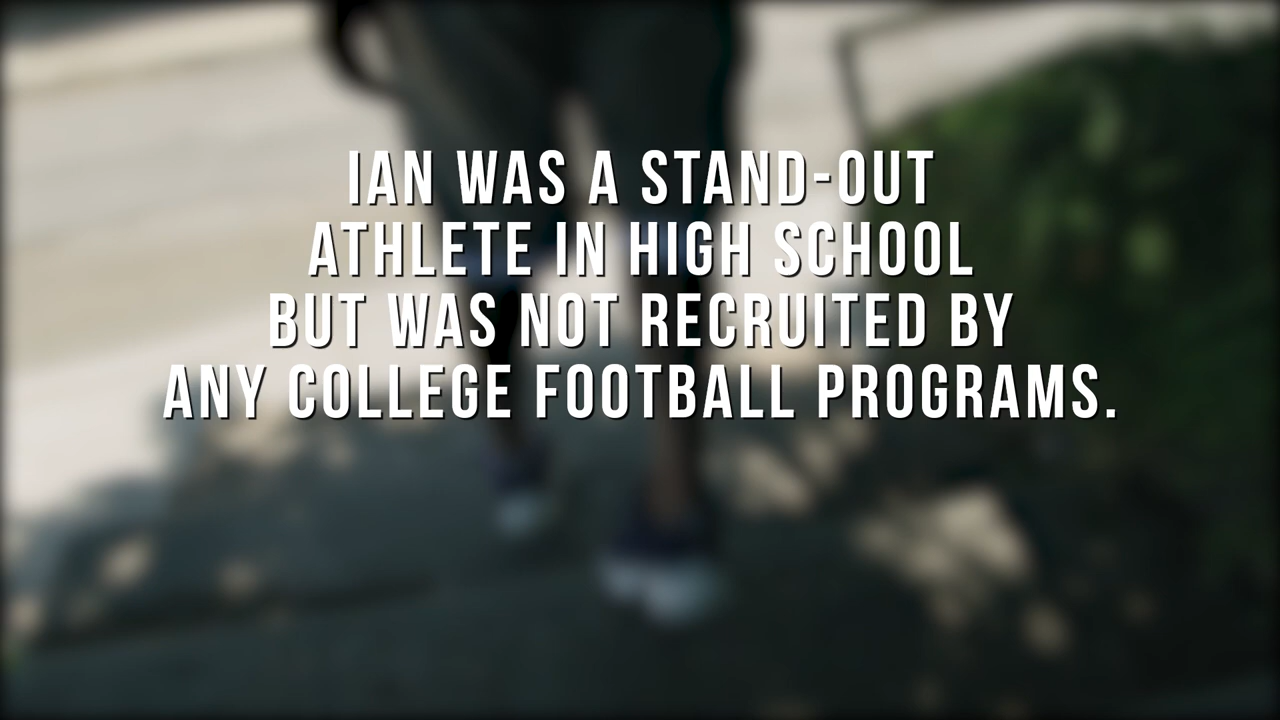 IAN WAS A STAND-OUT
ATHLETE IN HIGH SCHOOL
BUT WAS NOT RECRUITED BY
ANY COLLEGE FOOTBALL PROGRAMS.